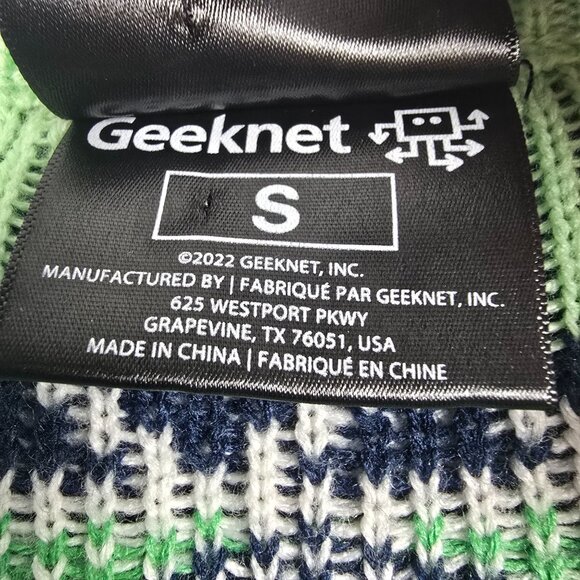 Geeknet
S
©2022 GEEKNET, INC.
MANUFACTURED BY | FABRIQUÉ PAR GEEKNET, INC.
625 WESTPORT PKWY
GRAPEVINE, TX 76051, USA
MADE IN CHINA | FABRIQUÉ EN CHINE